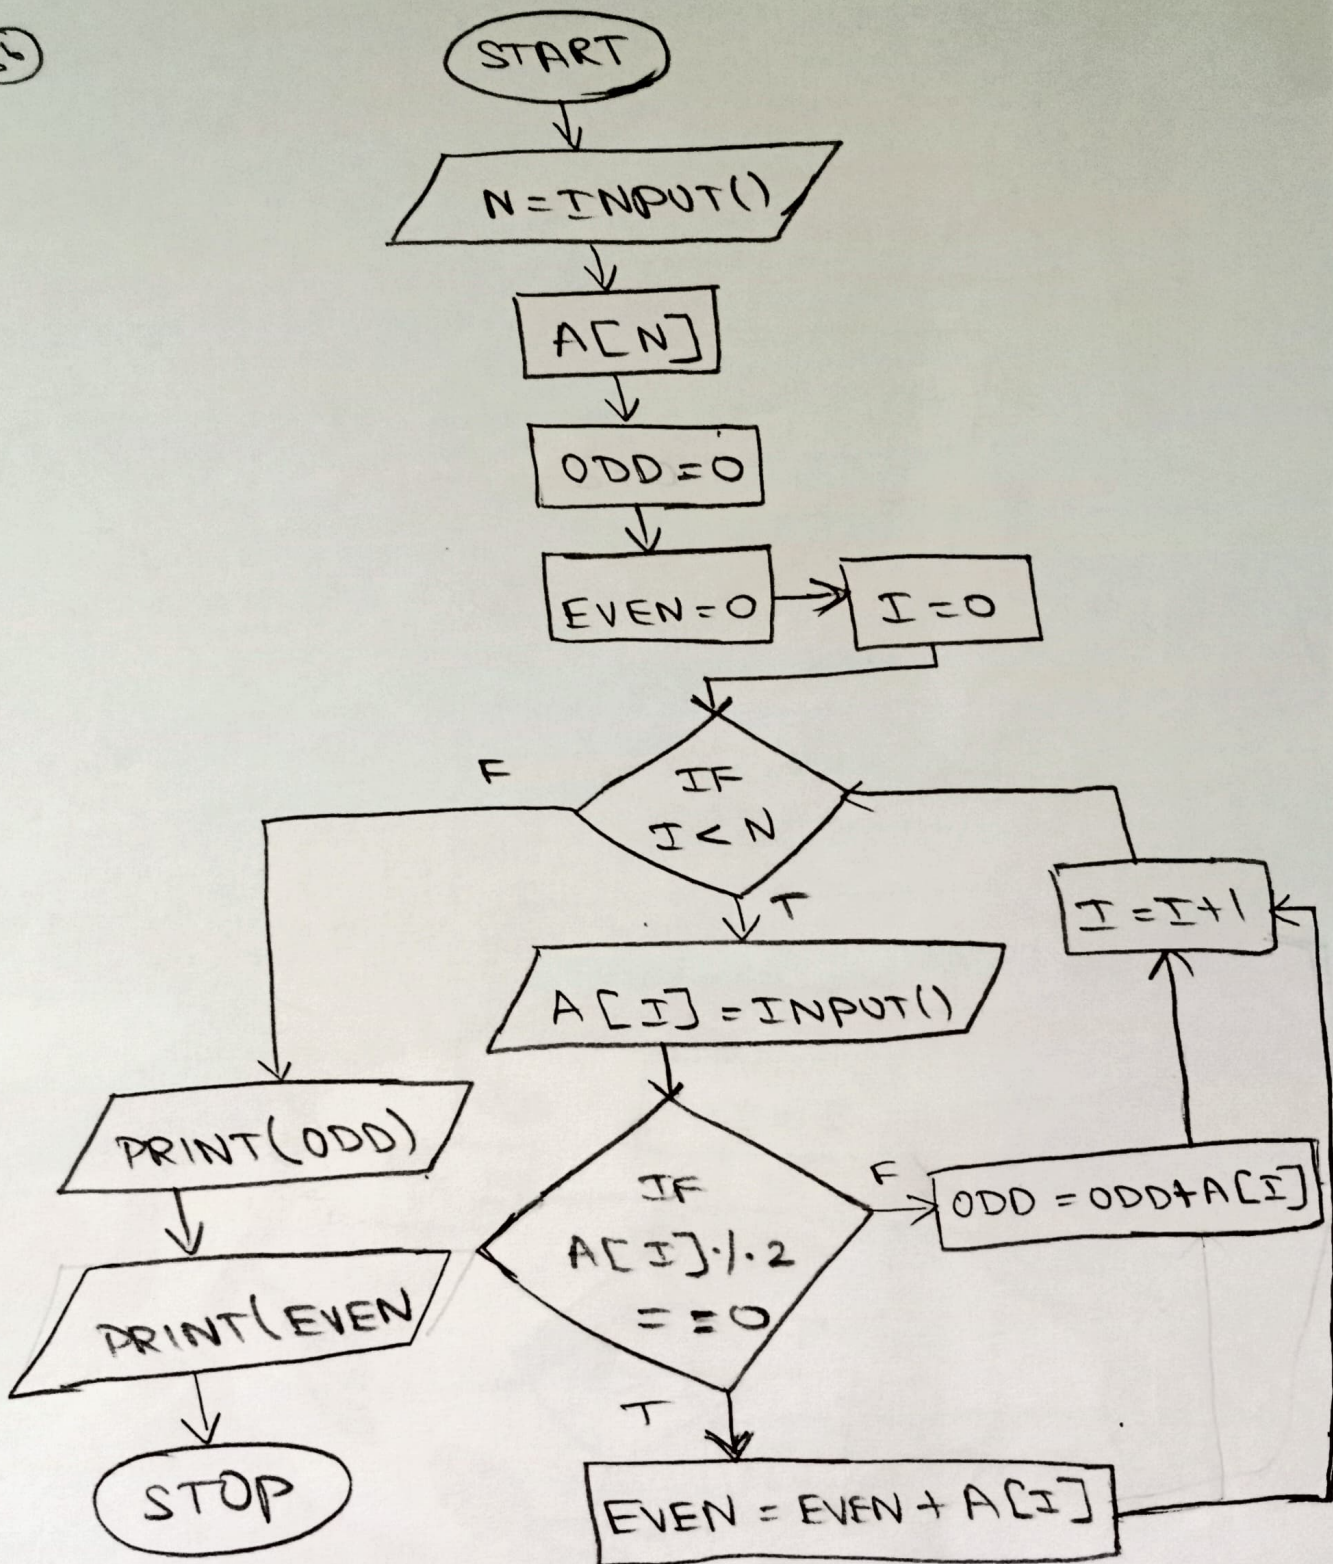 START
N=INPUT()
A[N]
ODD=0
EVEN=0
I=0
IF
I<N
F
T
A[I]=INPUT()
IF
A[I]%2
==0
F
ODD=ODD+A[I]
I=I+1
T
EVEN=EVEN+A[I]
PRINT(ODD)
PRINT(EVEN
STOP